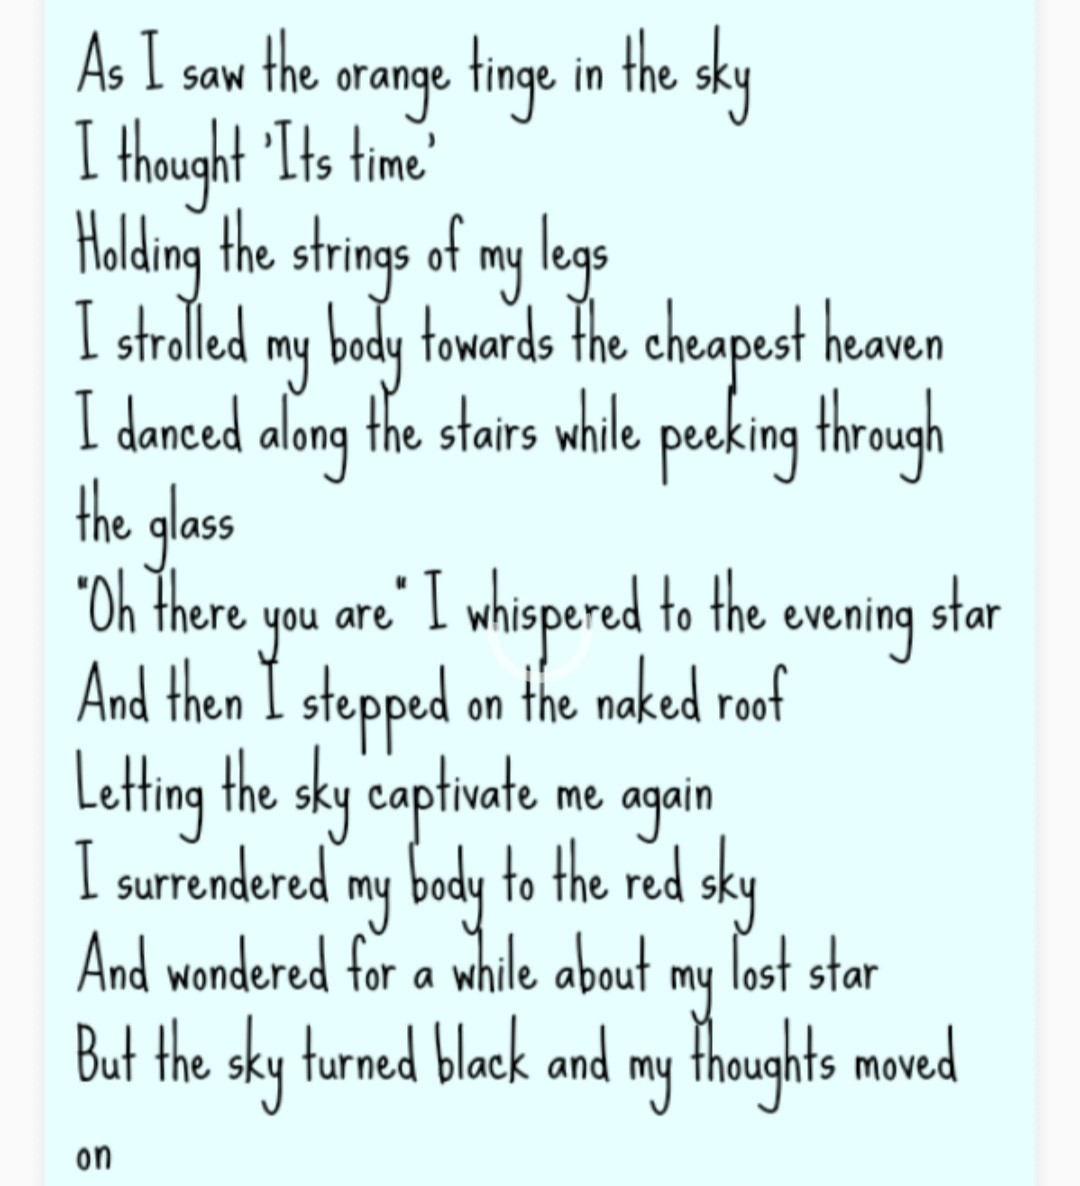 As I saw the orange tinge in the sky
I thought 'Its time'
Holding the strings of my legs
I strolled my body towards the cheapest heaven
I danced along the stairs while peeking through
the glass
"Oh there you are" I whispered to the evening star
And then I stepped on the naked roof
Letting the sky captivate me again
I surrendered my body to the red sky
And wondered for a while about my lost star
But the sky turned black and my thoughts moved
on